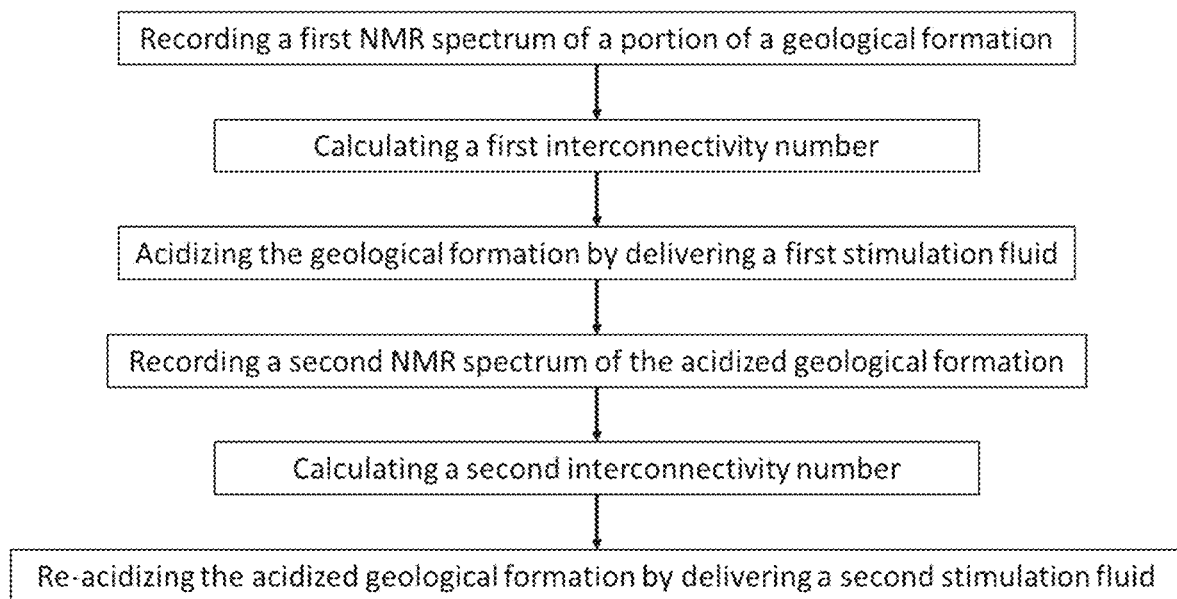 Recording a first NMR spectrum of a portion of a geological formation
Calculating a first interconnectivity number
Acidizing the geological formation by delivering a first stimulation fluid
Recording a second NMR spectrum of the acidized geological formation
Calculating a second interconnectivity number
Re-acidizing the acidized geological formation by delivering a second stimulation fluid